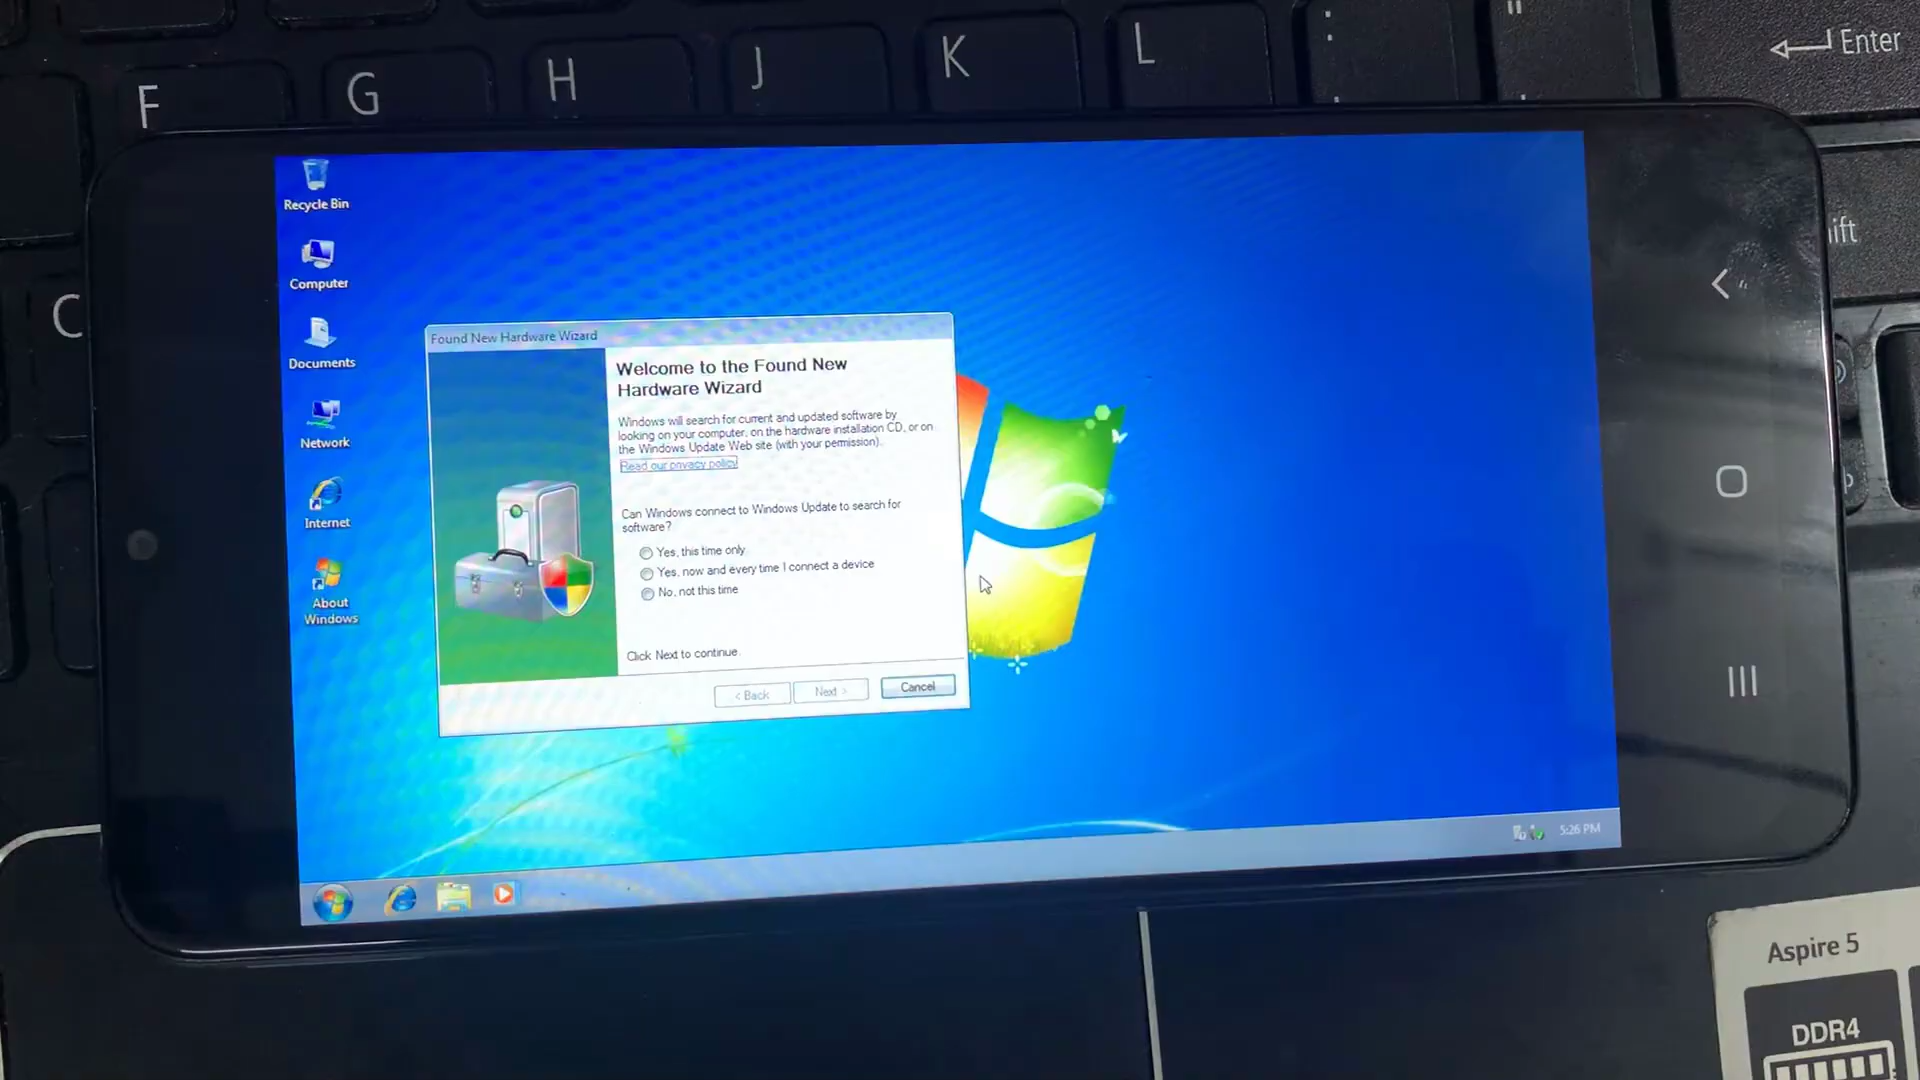 F
G
H
J
K
L
:
"
Enter
C
Recycle Bin
Computer
Documents
Network
Internet
About
Windows
Found New Hardware Wizard
Welcome to the Found New
Hardware Wizard
Windows will search for current and updated software by
looking on your computer, on the hardware installation CD, or on
the Windows Update Web site (with your permission).
Read our privacy policy
Can Windows connect to Windows Update to search for
software?
Yes, this time only
Yes, now and every time I connect a device
No, not this time
Click Next to continue.
< Back
Next >
Cancel
5:26 PM
ift
P
Aspire 5
DDR4